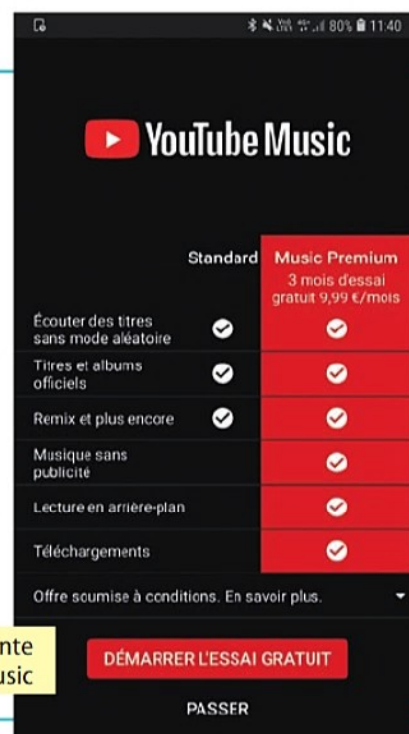 80% 11:40
YouTube Music
Standard Music Premium
3 mois d'essai
gratuit 9,99 €/mois
Écouter des titres
sans mode aléatoire
Titres et albums
officiels
Remix et plus encore
Musique sans
publicité
Lecture en arrière-plan
Téléchargements
Offre soumise à conditions. En savoir plus.
DÉMARRER L'ESSAI GRATUIT
PASSER
nte
usic